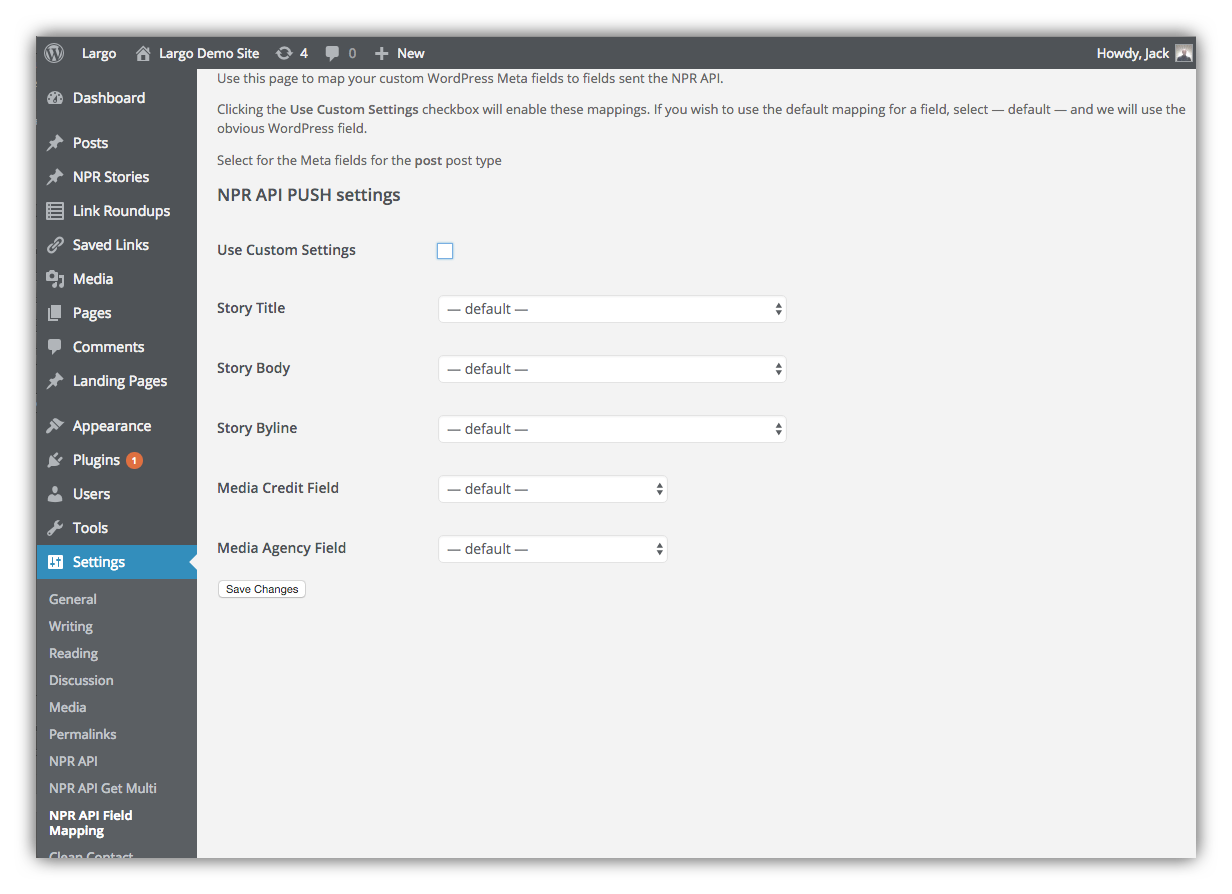 Largo
Largo Demo Site
4
0
New
Howdy, Jack
Dashboard
Posts
NPR Stories
Link Roundups
Saved Links
Media
Pages
Comments
Landing Pages
Appearance
Plugins 1
Users
Tools
Settings
General
Writing
Reading
Discussion
Media
Permalinks
NPR API
NPR API Get Multi
NPR API Field
Mapping
Clean Contact
Use this page to map your custom WordPress Meta fields to fields sent the NPR API.
Clicking the Use Custom Settings checkbox will enable these mappings. If you wish to use the default mapping for a field, select — default — and we will use the
obvious WordPress field.
Select for the Meta fields for the post post type
NPR API PUSH settings
Use Custom Settings
Story Title
— default —
Story Body
— default —
Story Byline
— default —
Media Credit Field
— default —
Media Agency Field
— default —
Save Changes